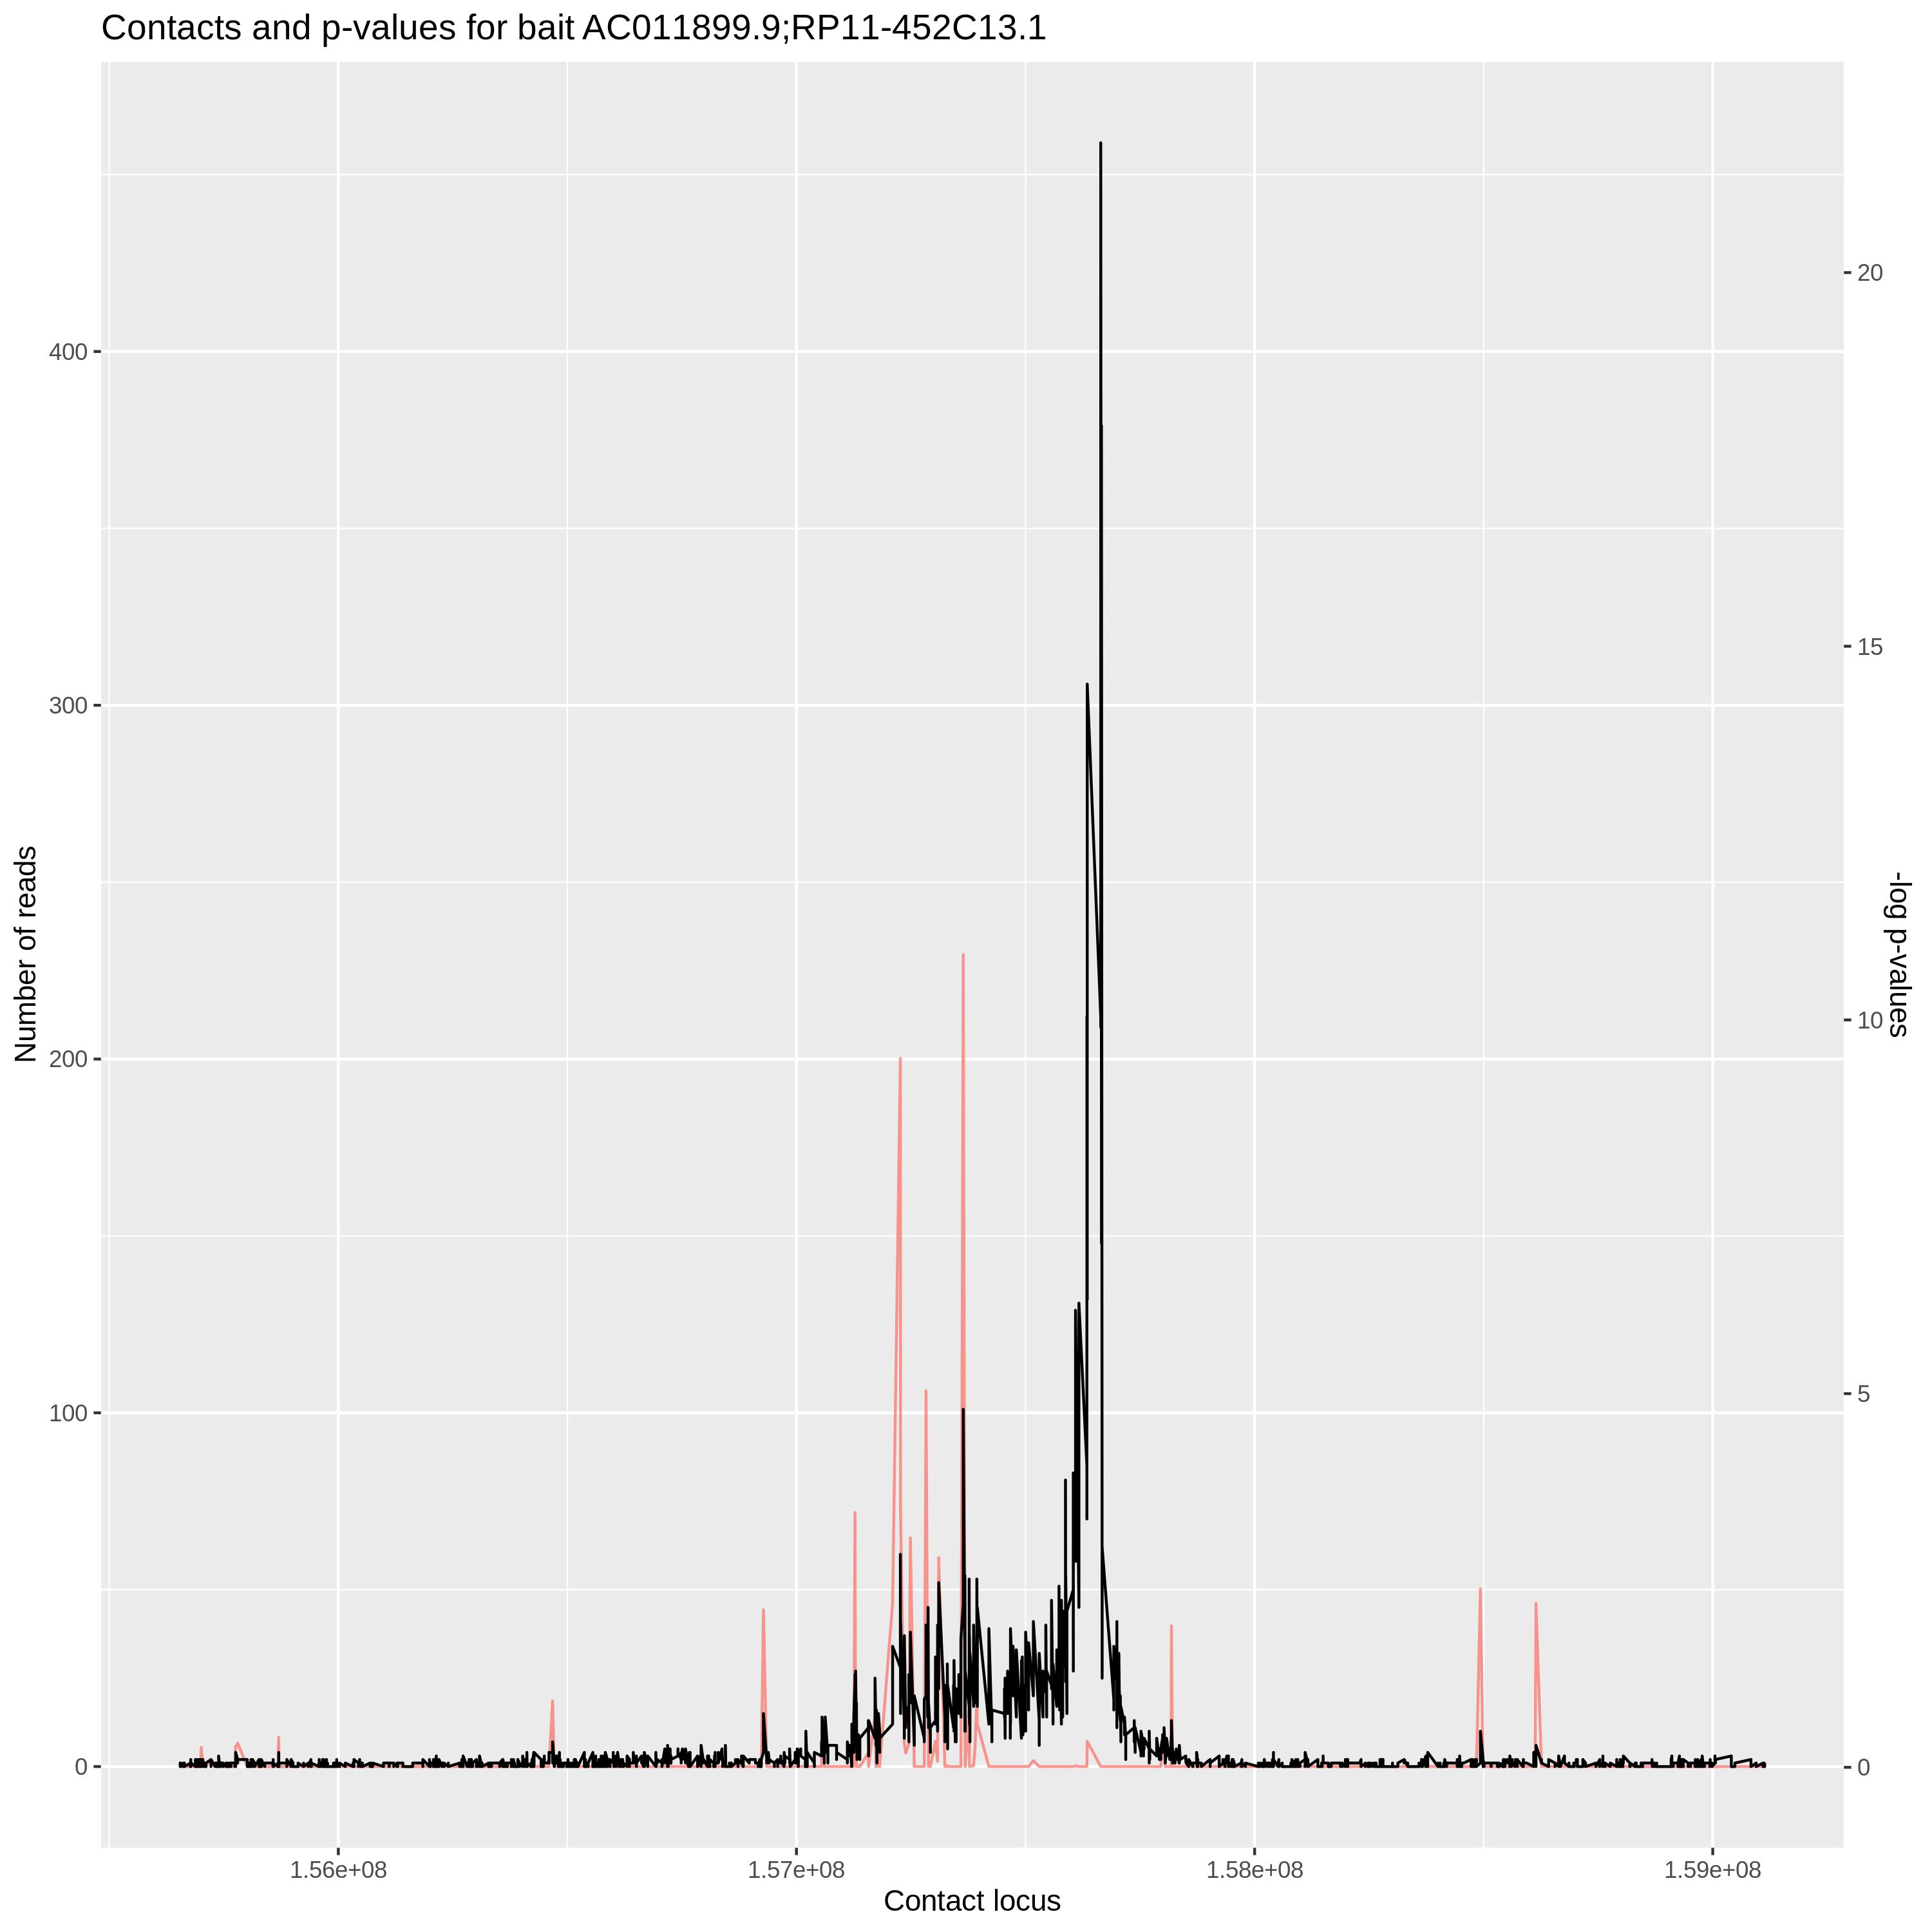 Contacts and p-values for bait AC011899.9;RP11-452C13.1
400
300
200
100
0
Number of reads
20
15
10
5
0
-log p-values
1.56e+08
1.57e+08
1.58e+08
1.59e+08
Contact locus